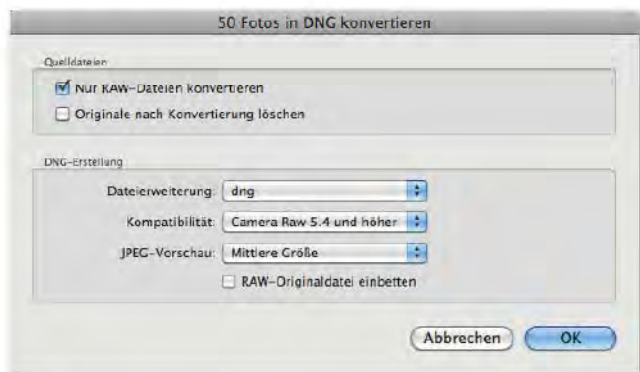 50 Fotos in DNG konvertieren
Quelldateien
Nur RAW-Dateien konvertieren
Originale nach Konvertierung löschen
DNG-Erstellung
Dateierweiterung: dng
Kompatibilität: Camera Raw 5.4 und höher
JPEG-Vorschau: Mittlere Größe
RAW-Originaldatei einbetten
Abbrechen OK